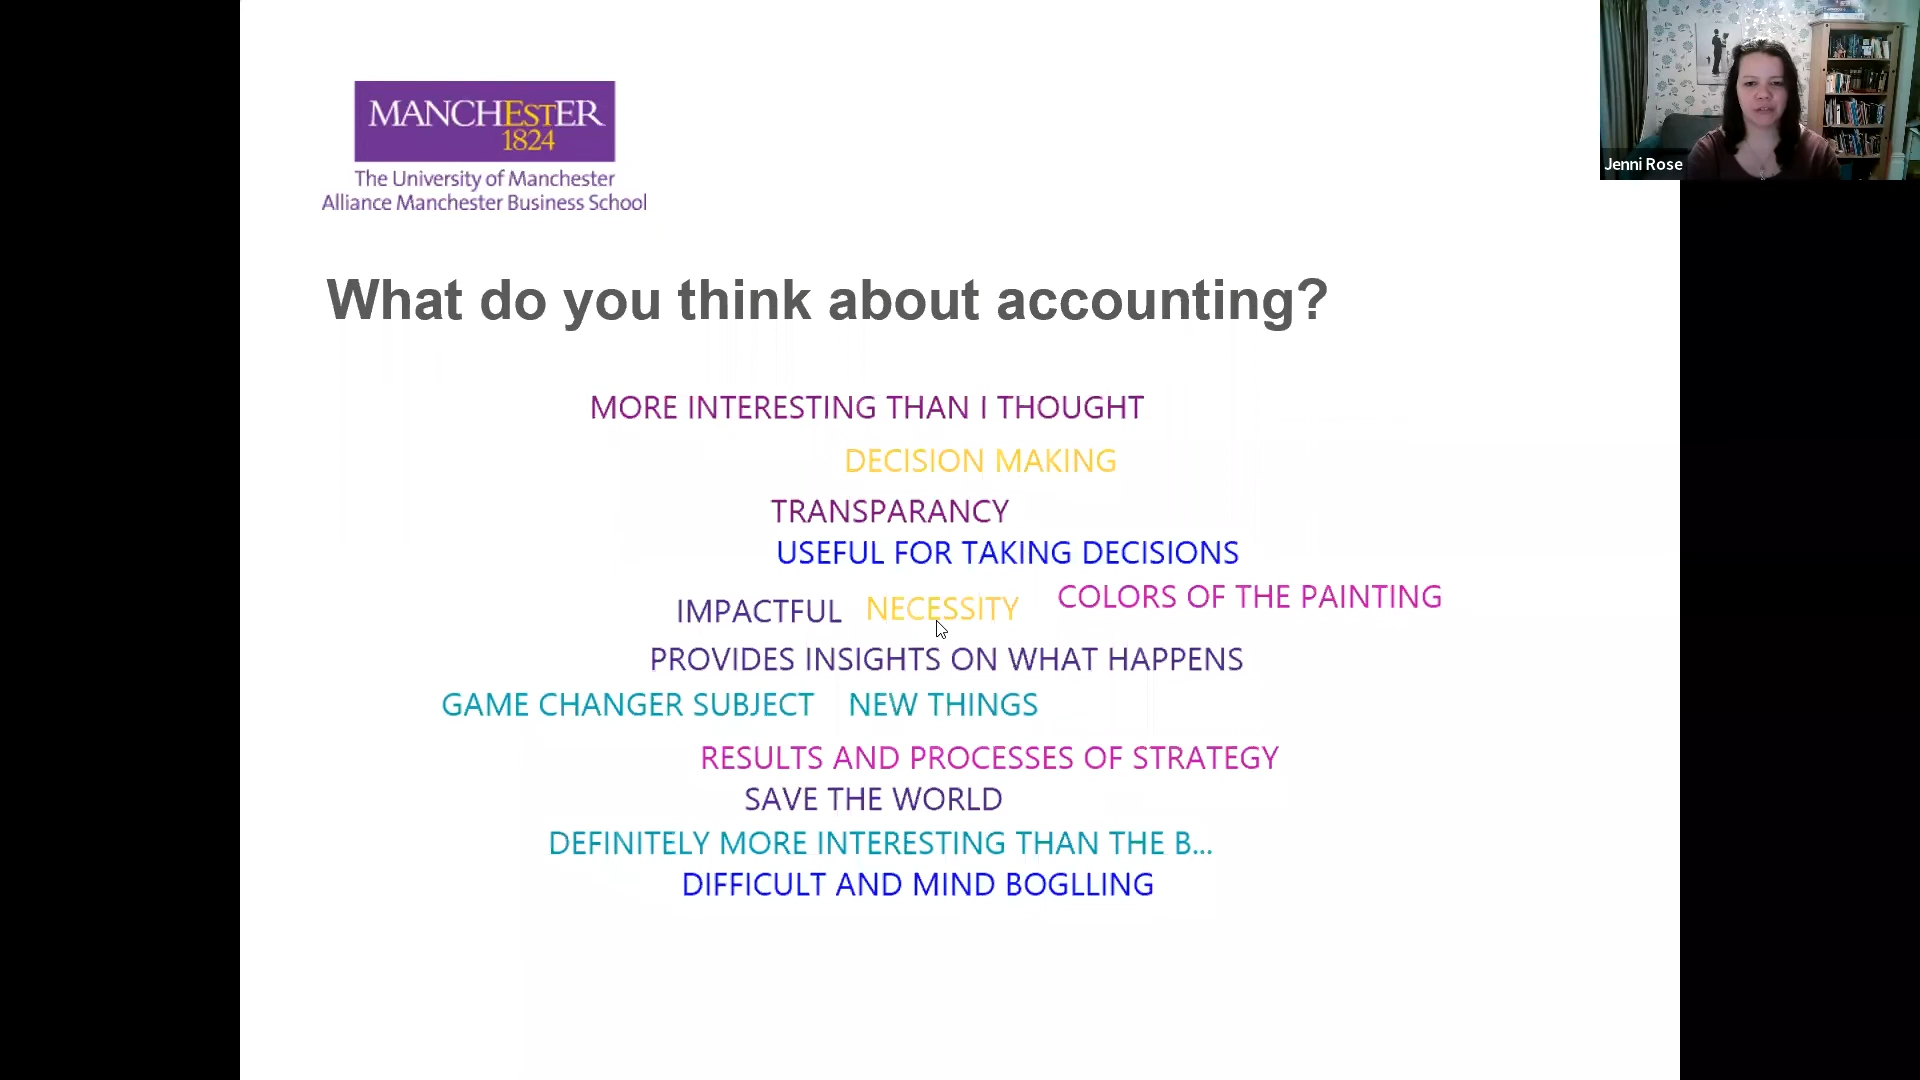 MANCHESTER
1824
The University of Manchester
Alliance Manchester Business School
Jenni Rose
What do you think about accounting?
MORE INTERESTING THAN I THOUGHT
DECISION MAKING
TRANSPARANCY
USEFUL FOR TAKING DECISIONS
IMPACTFUL NECESSITY COLORS OF THE PAINTING
PROVIDES INSIGHTS ON WHAT HAPPENS
GAME CHANGER SUBJECT NEW THINGS
RESULTS AND PROCESSES OF STRATEGY
SAVE THE WORLD
DEFINITELY MORE INTERESTING THAN THE B...
DIFFICULT AND MIND BOGLLING